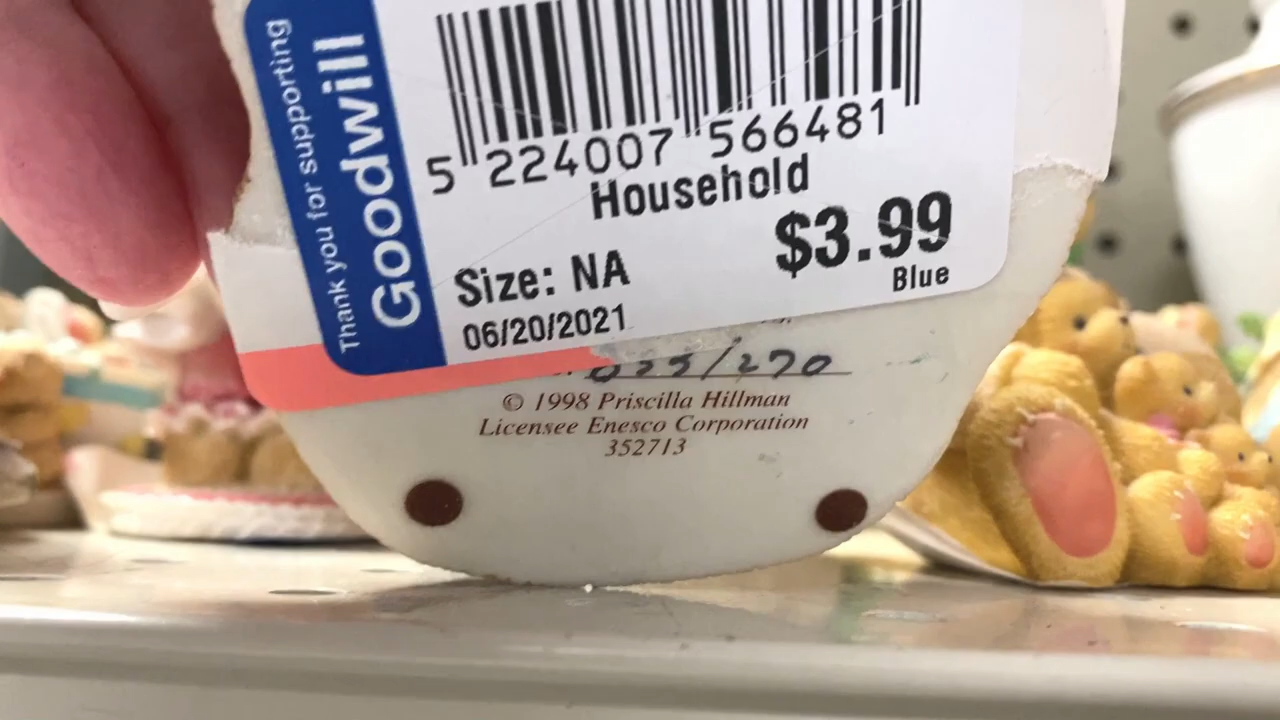 Thank you for supporting
Goodwill
5 224007 566481
Household
$3.99
Size: NA
Blue
06/20/2021
/270
© 1998 Priscilla Hillman
Licensee Enesco Corporation
352713